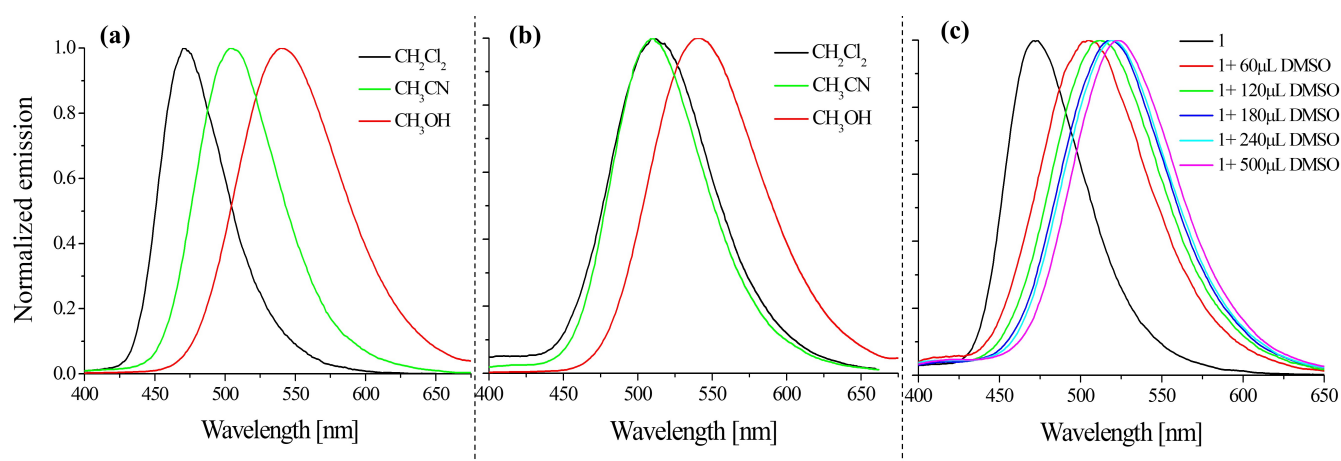 (a)
CH2Cl2
CH3CN
CH3OH
Normalized emission
1.0
0.8
0.6
0.4
0.2
0.0
400 450 500 550 600 650
Wavelength [nm]
(b)
CH2Cl2
CH3CN
CH3OH
400 450 500 550 600 650
Wavelength [nm]
(c)
1
1+ 60μL DMSO
1+ 120μL DMSO
1+ 180μL DMSO
1+ 240μL DMSO
1+ 500μL DMSO
400 450 500 550 600 650
Wavelength [nm]